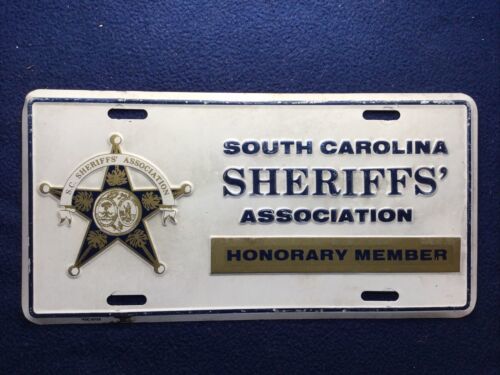 S.C. SHERIFFS' ASSOCIATION
SOUTH CAROLINA
SHERIFFS'
ASSOCIATION
HONORARY MEMBER